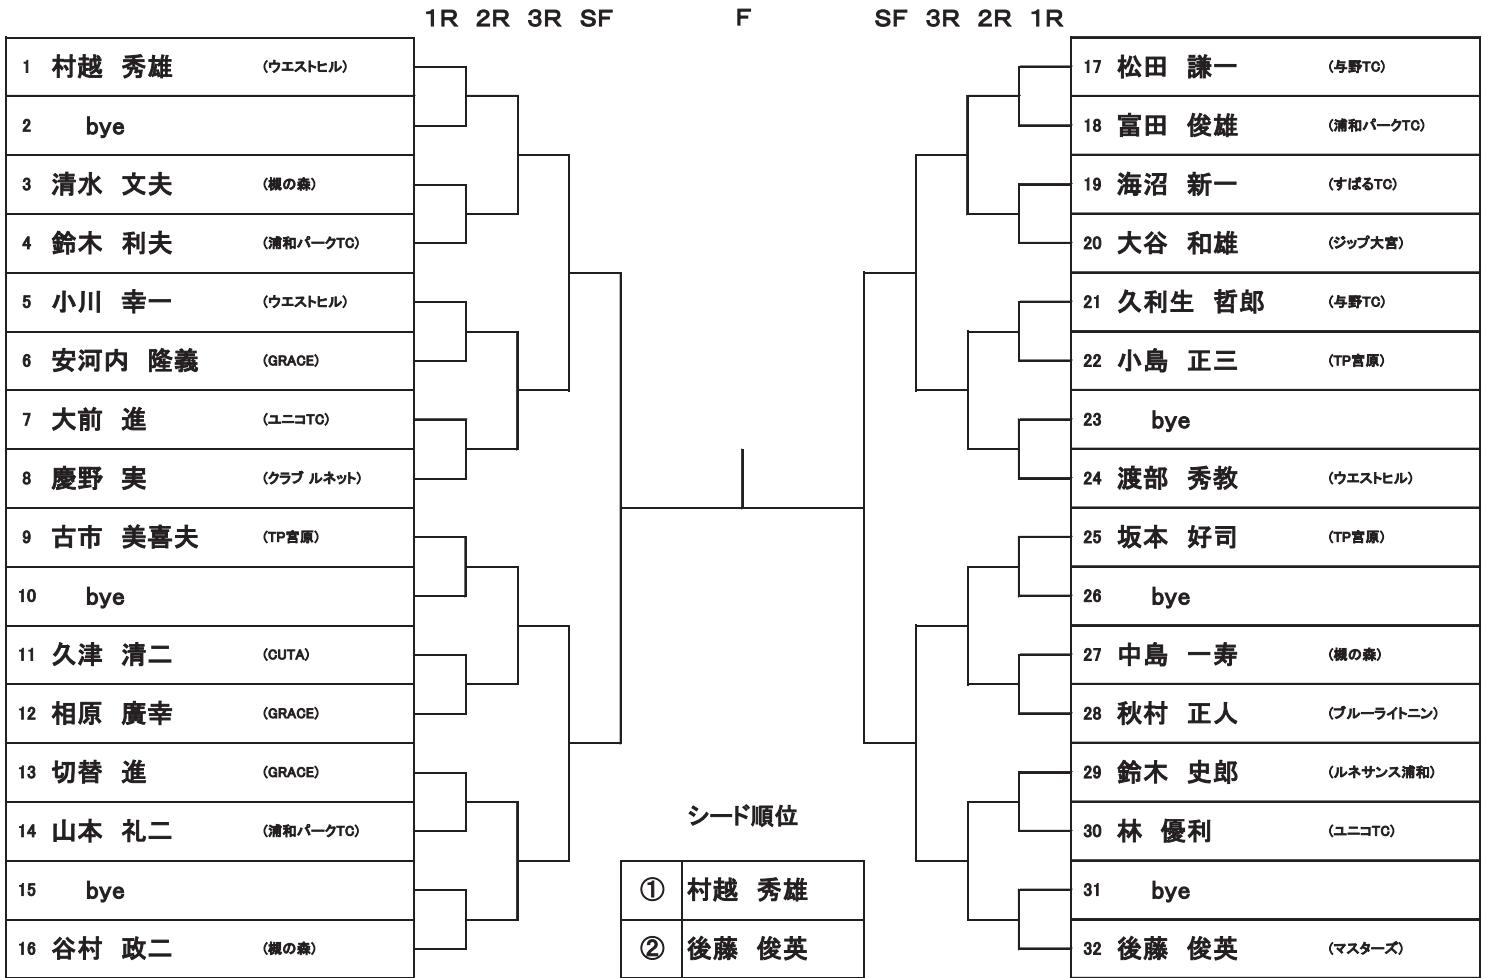 1R 2R 3R SF F SF 3R 2R 1R
1 村越 秀雄 (ウエストヒル)
2 bye
3 清水 文夫 (槻の森)
4 鈴木 利夫 (浦和パークTC)
5 小川 幸一 (ウエストヒル)
6 安河内 隆義 (GRACE)
7 大前 進 (ユニコTC)
8 慶野 実 (クラブ ルネット)
9 古市 美喜夫 (TP宮原)
10 bye
11 久津 清二 (CUTA)
12 相原 廣幸 (GRACE)
13 切替 進 (GRACE)
14 山本 礼二 (浦和パークTC)
15 bye
16 谷村 政二 (槻の森)
シード順位
① 村越 秀雄
② 後藤 俊英
17 松田 謙一 (与野TC)
18 富田 俊雄 (浦和パークTC)
19 海沼 新一 (すばるTC)
20 大谷 和雄 (ジップ大宮)
21 久利生 哲郎 (与野TC)
22 小島 正三 (TP宮原)
23 bye
24 渡部 秀教 (ウエストヒル)
25 坂本 好司 (TP宮原)
26 bye
27 中島 一寿 (槻の森)
28 秋村 正人 (ブルーライトニン)
29 鈴木 史郎 (ルネサンス浦和)
30 林 優利 (ユニコTC)
31 bye
32 後藤 俊英 (マスターズ)